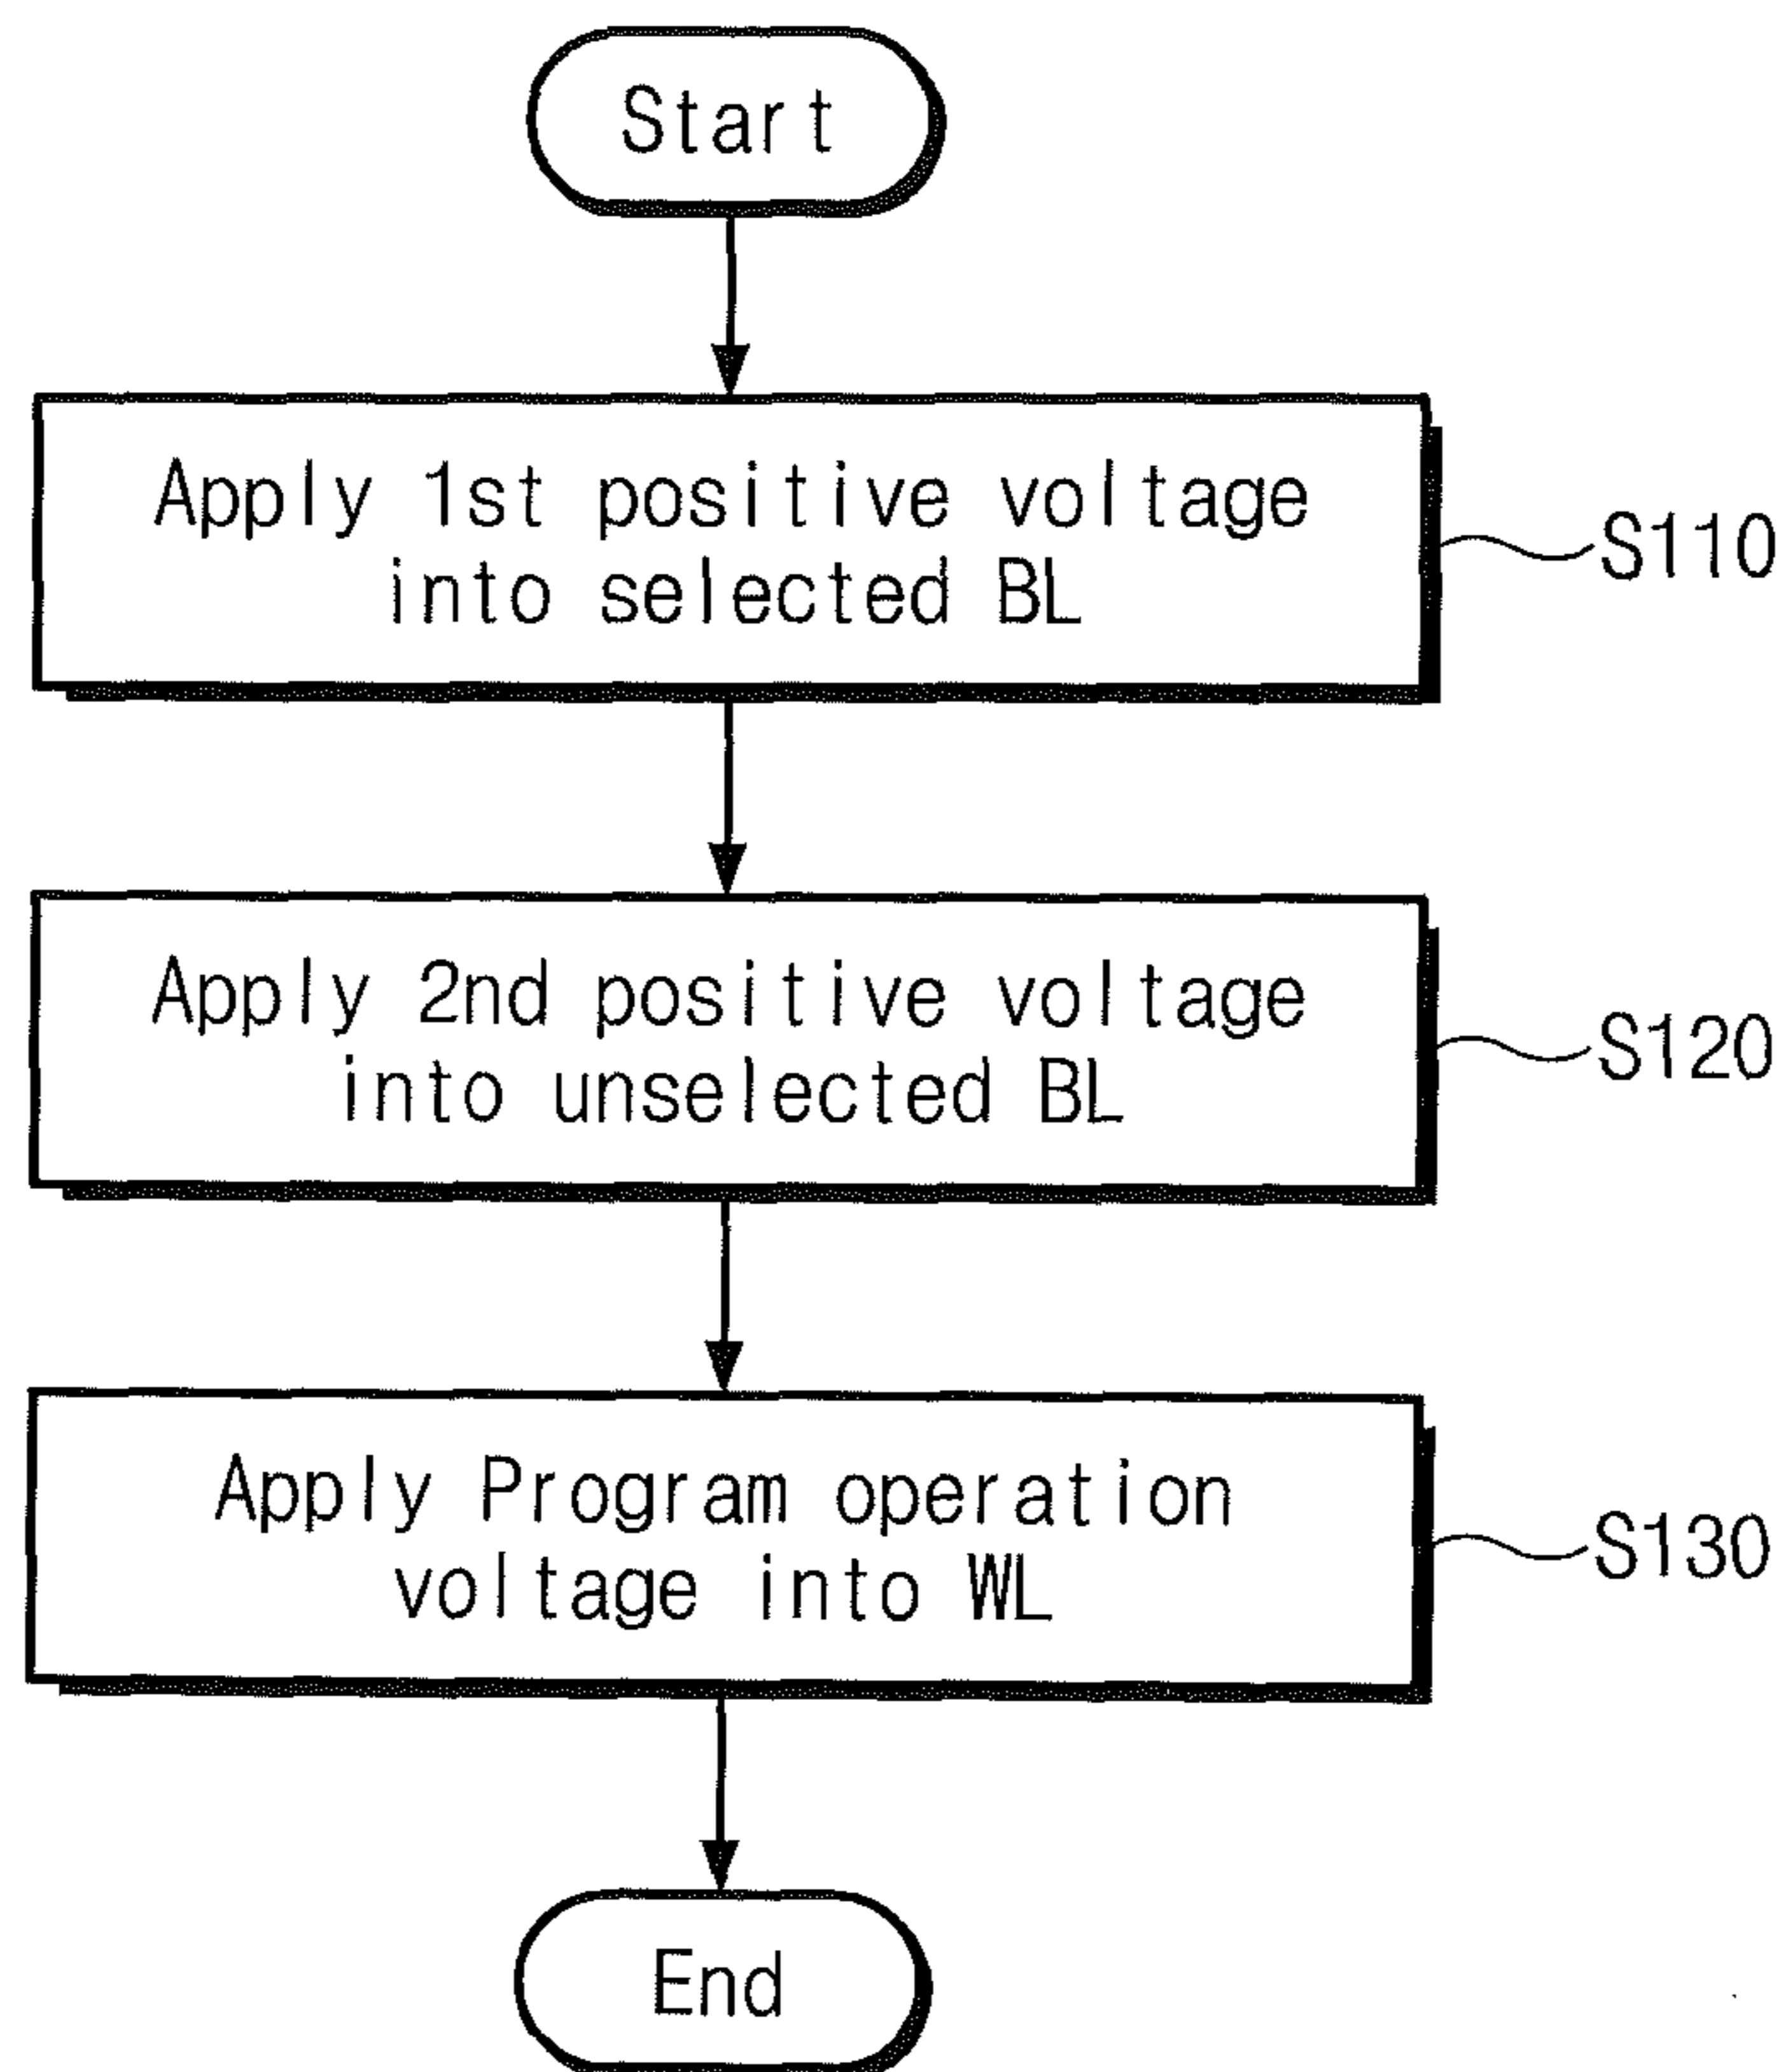 Start
Apply 1st positive voltage
into selected BL
S110
Apply 2nd positive voltage
into unselected BL
S120
Apply Program operation
voltage into WL
S130
End